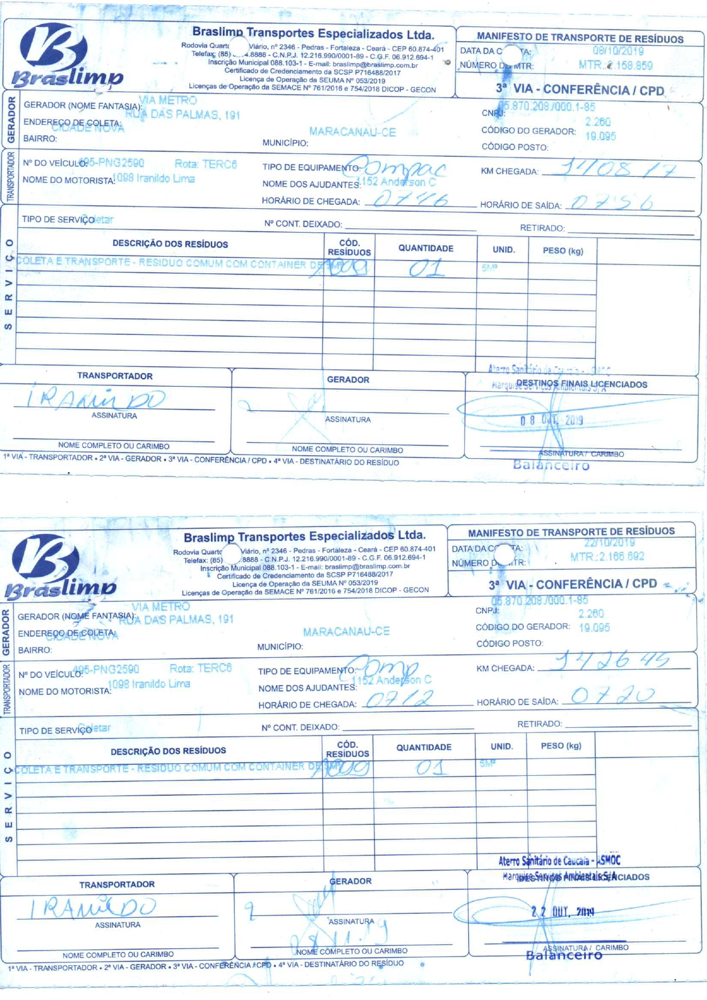 Braslimp
Braslimp Transportes Especializados Ltda.
Rodovia Quarto Viário, nº 2346 - Pedras - Fortaleza - Ceará - CEP 60.874-401
Telefax: (85) 8888 - C.N.P.J. 12.216.990/0001-89 - C.G.F. 06.912.694-1
Inscrição Municipal 088.103-1 - E-mail: braslimp@braslimp.com.br
Certificado de Credenciamento da SCSP P716488/2017
Licença de Operação da SEUMA Nº 053/2019
Licenças de Operação da SEMACE Nº 761/2016 e 754/2018 DICOP - GECON
MANIFESTO DE TRANSPORTE DE RESÍDUOS
DATA DA C TA: 08/10/2019
NÚMERO DO MTR: MTR.:2.158.859
3ª VIA - CONFERÊNCIA / CPD
GERADOR
GERADOR (NOME FANTASIA): VIA METRO
ENDEREÇO DE COLETA: RUA DAS PALMAS, 191
BAIRRO: CIDADE NOVA
MUNICÍPIO: MARACANAU-CE
CNPJ: 05.870.208/000.1-85
CÓDIGO DO GERADOR: 2.260
CÓDIGO POSTO: 19.095
TRANSPORTADOR
Nº DO VEÍCULO: 495-PNG2590 Rota: TERC6
NOME DO MOTORISTA: 1098 Iranildo Lima
TIPO DE EQUIPAMENTO: Compac
NOME DOS AJUDANTES: 1152 Anderson C
KM CHEGADA: 140817
HORÁRIO DE CHEGADA: 0746 HORÁRIO DE SAÍDA: 0756
SERVIÇO
TIPO DE SERVIÇO Coletar Nº CONT. DEIXADO: RETIRADO:
DESCRIÇÃO DOS RESÍDUOS CÓD. RESÍDUOS QUANTIDADE UNID. PESO (kg)
COLETA E TRANSPORTE - RESIDUO COMUM COM CONTAINER DE 5M³ 01 5M³
Aterro Sanitário de Caucaia - ASMOC
Marquise Serviços Ambientais S/A
TRANSPORTADOR GERADOR DESTINOS FINAIS LICENCIADOS
IRANILDO
08 OUT. 2019
ASSINATURA ASSINATURA ASSINATURA / CARIMBO
NOME COMPLETO OU CARIMBO NOME COMPLETO OU CARIMBO
Balanceiro
1ª VIA - TRANSPORTADOR • 2ª VIA - GERADOR • 3ª VIA - CONFERÊNCIA / CPD • 4ª VIA - DESTINATÁRIO DO RESÍDUO
Braslimp
Braslimp Transportes Especializados Ltda.
Rodovia Quarto Viário, nº 2346 - Pedras - Fortaleza - Ceará - CEP 60.874-401
Telefax: (85) 8888 - C.N.P.J. 12.216.990/0001-89 - C.G.F. 06.912.694-1
Inscrição Municipal 088.103-1 - E-mail: braslimp@braslimp.com.br
Certificado de Credenciamento da SCSP P716488/2017
Licença de Operação da SEUMA Nº 053/2019
Licenças de Operação da SEMACE Nº 761/2016 e 754/2018 DICOP - GECON
MANIFESTO DE TRANSPORTE DE RESÍDUOS
DATA DA CO TA: 22/10/2019
NÚMERO DO MTR: MTR.:2.166.692
3ª VIA - CONFERÊNCIA / CPD
GERADOR
GERADOR (NOME FANTASIA): VIA METRO
ENDEREÇO DE COLETA: RUA DAS PALMAS, 191
BAIRRO: CIDADE NOVA
MUNICÍPIO: MARACANAU-CE
CNPJ: 05.870.208/000.1-85
CÓDIGO DO GERADOR: 2.260
CÓDIGO POSTO: 19.095
TRANSPORTADOR
Nº DO VEÍCULO: 495-PNG2590 Rota: TERC6
NOME DO MOTORISTA: 1098 Iranildo Lima
TIPO DE EQUIPAMENTO: Comp
NOME DOS AJUDANTES: 1152 Anderson C
KM CHEGADA: 142645
HORÁRIO DE CHEGADA: 0712 HORÁRIO DE SAÍDA: 0720
SERVIÇO
TIPO DE SERVIÇO Coletar Nº CONT. DEIXADO: RETIRADO:
DESCRIÇÃO DOS RESÍDUOS CÓD. RESÍDUOS QUANTIDADE UNID. PESO (kg)
COLETA E TRANSPORTE - RESIDUO COMUM COM CONTAINER DE 5M³ 01 5M³
Aterro Sanitário de Caucaia - ASMOC
Marquise Serviços Ambientais S/A
TRANSPORTADOR GERADOR DESTINOS FINAIS LICENCIADOS
IRANILDO
22 OUT. 2019
ASSINATURA ASSINATURA ASSINATURA / CARIMBO
28.11.19
NOME COMPLETO OU CARIMBO NOME COMPLETO OU CARIMBO
Balanceiro
1ª VIA - TRANSPORTADOR • 2ª VIA - GERADOR • 3ª VIA - CONFERÊNCIA / CPD • 4ª VIA - DESTINATÁRIO DO RESÍDUO